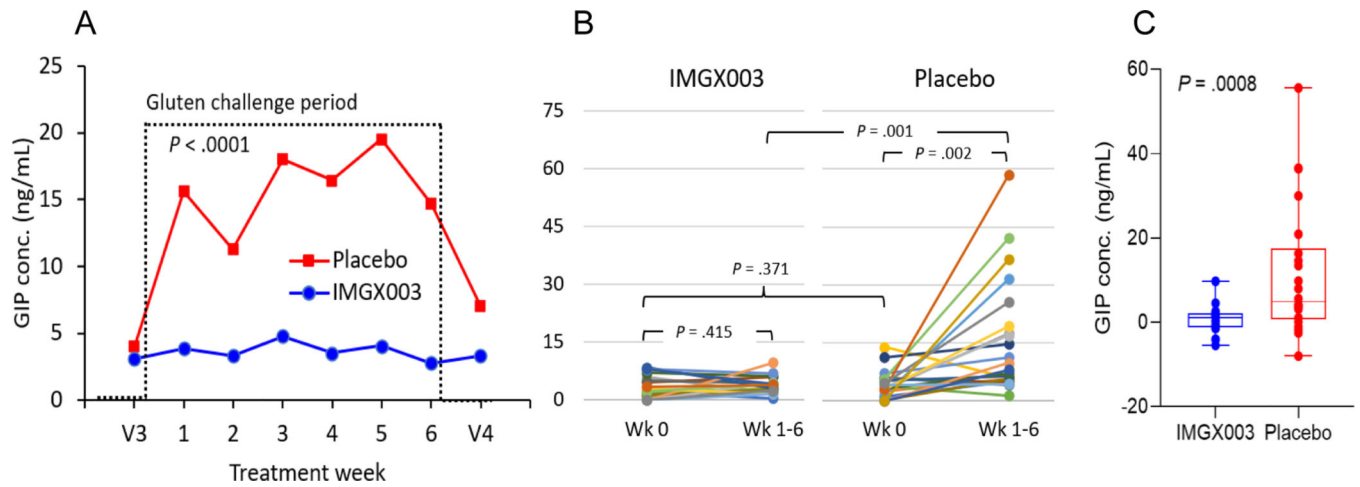 A
GIP conc. (ng/mL)
25
20
15
10
5
0
Gluten challenge period
P < .0001
Placebo
IMGX003
V3 1 2 3 4 5 6 V4
Treatment week
B
IMGX003 Placebo
75
60
45
30
15
0
P = .001
P = .002
P = .371
P = .415
Wk 0 Wk 1-6 Wk 0 Wk 1-6
C
GIP conc. (ng/mL)
60
40
20
0
-20
P = .0008
IMGX003 Placebo